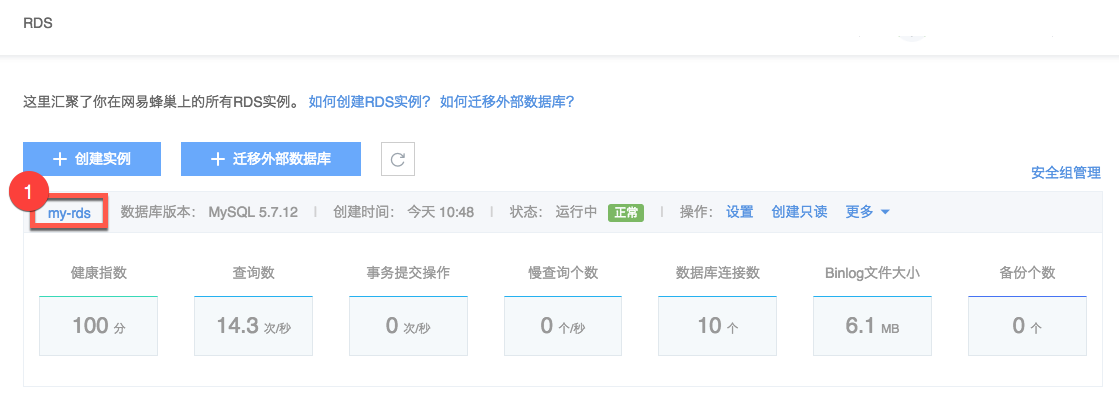 RDS
这里汇聚了你在网易蜂巢上的所有RDS实例。 如何创建RDS实例? 如何迁移外部数据库?
创建实例 迁移外部数据库
安全组管理
1
my-rds 数据库版本: MySQL 5.7.12 创建时间: 今天 10:48 状态: 运行中 正常 操作: 设置 创建只读 更多
健康指数 查询数 事务提交操作 慢查询个数 数据库连接数 Binlog文件大小 备份个数
100 分 14.3 次/秒 0 次/秒 0 个/秒 10 个 6.1 MB 0 个